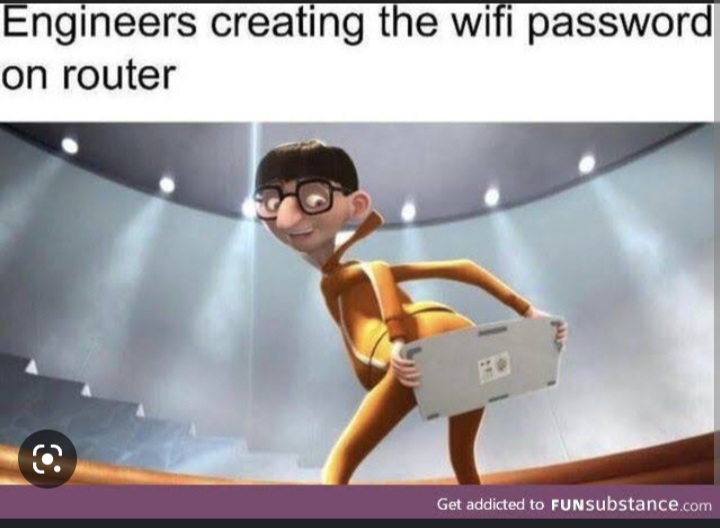 Engineers creating the wifi password
on router
Get addicted to FUNsubstance.com